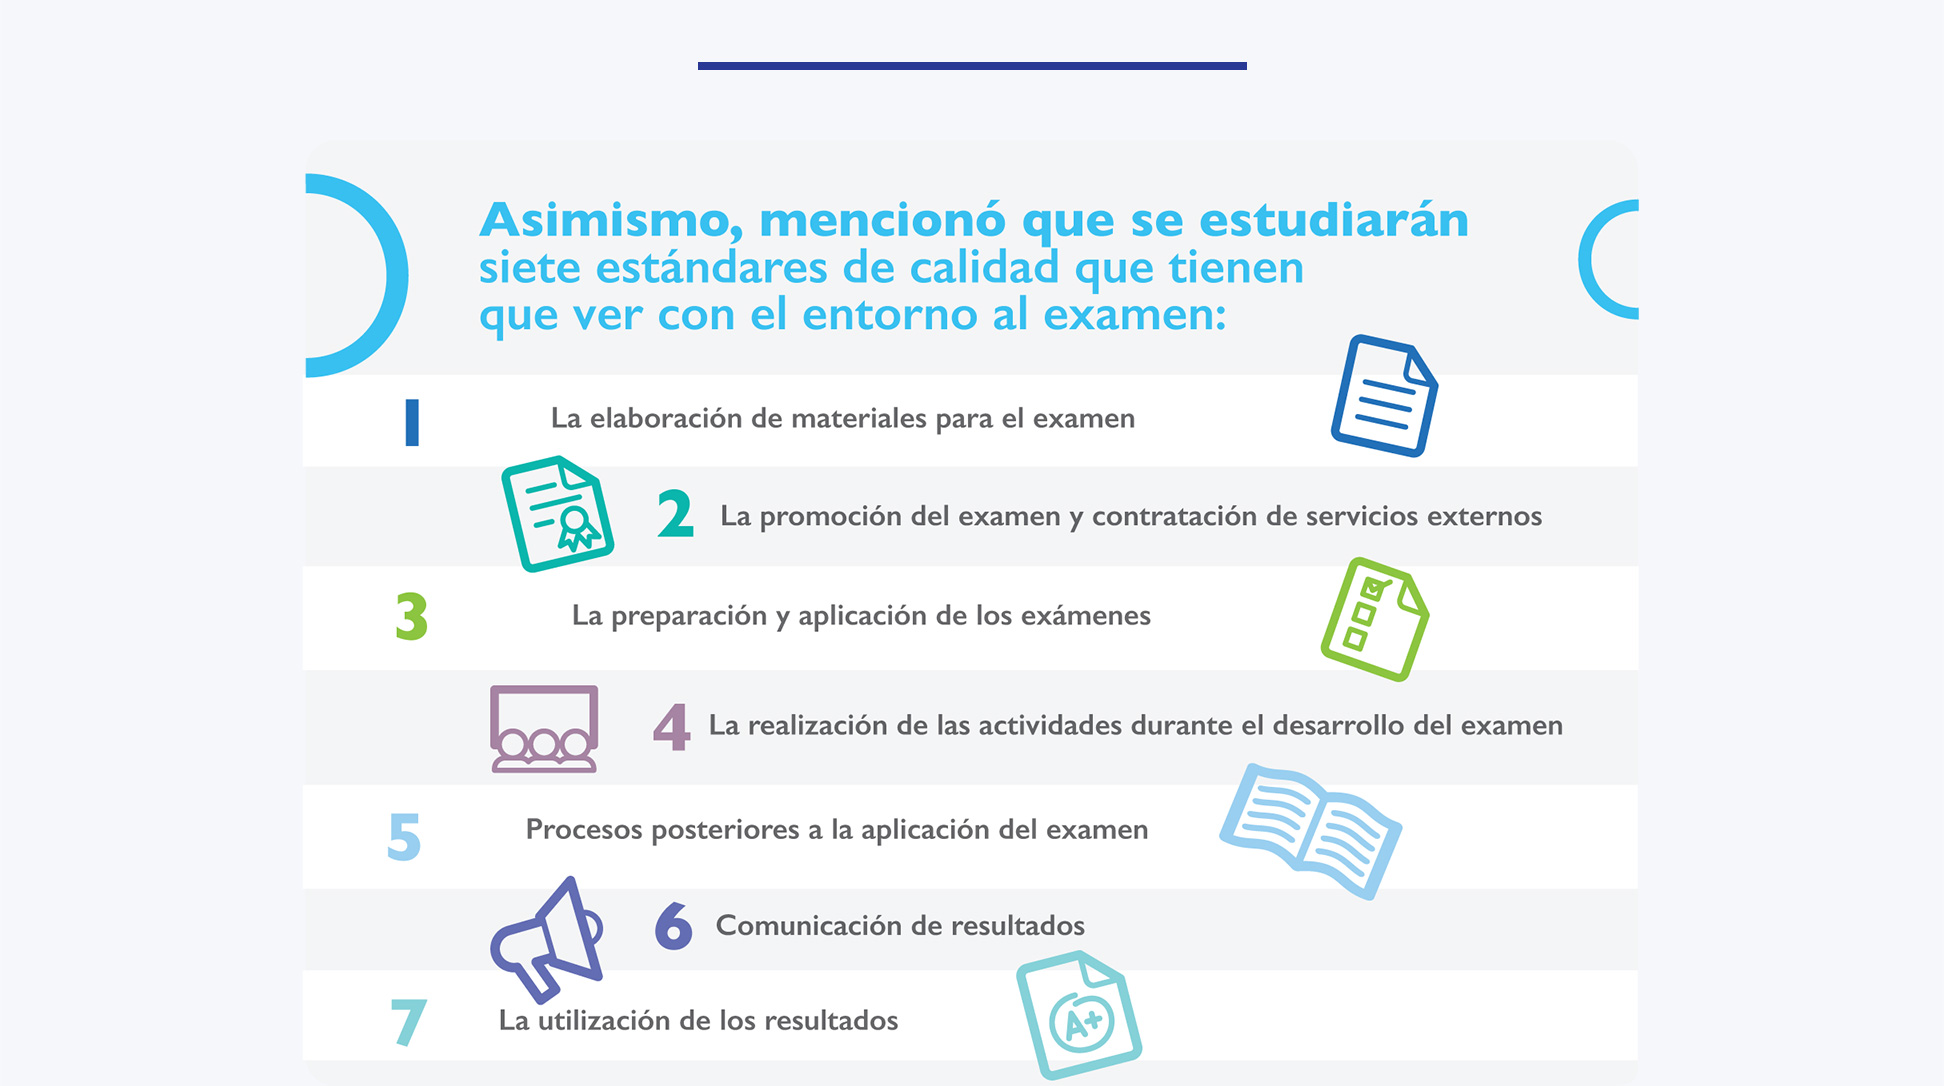 Asimismo, mencionó que se estudiarán
siete estándares de calidad que tienen
que ver con el entorno al examen:
1 La elaboración de materiales para el examen
2 La promoción del examen y contratación de servicios externos
3 La preparación y aplicación de los exámenes
4 La realización de las actividades durante el desarrollo del examen
5 Procesos posteriores a la aplicación del examen
6 Comunicación de resultados
7 La utilización de los resultados
A+